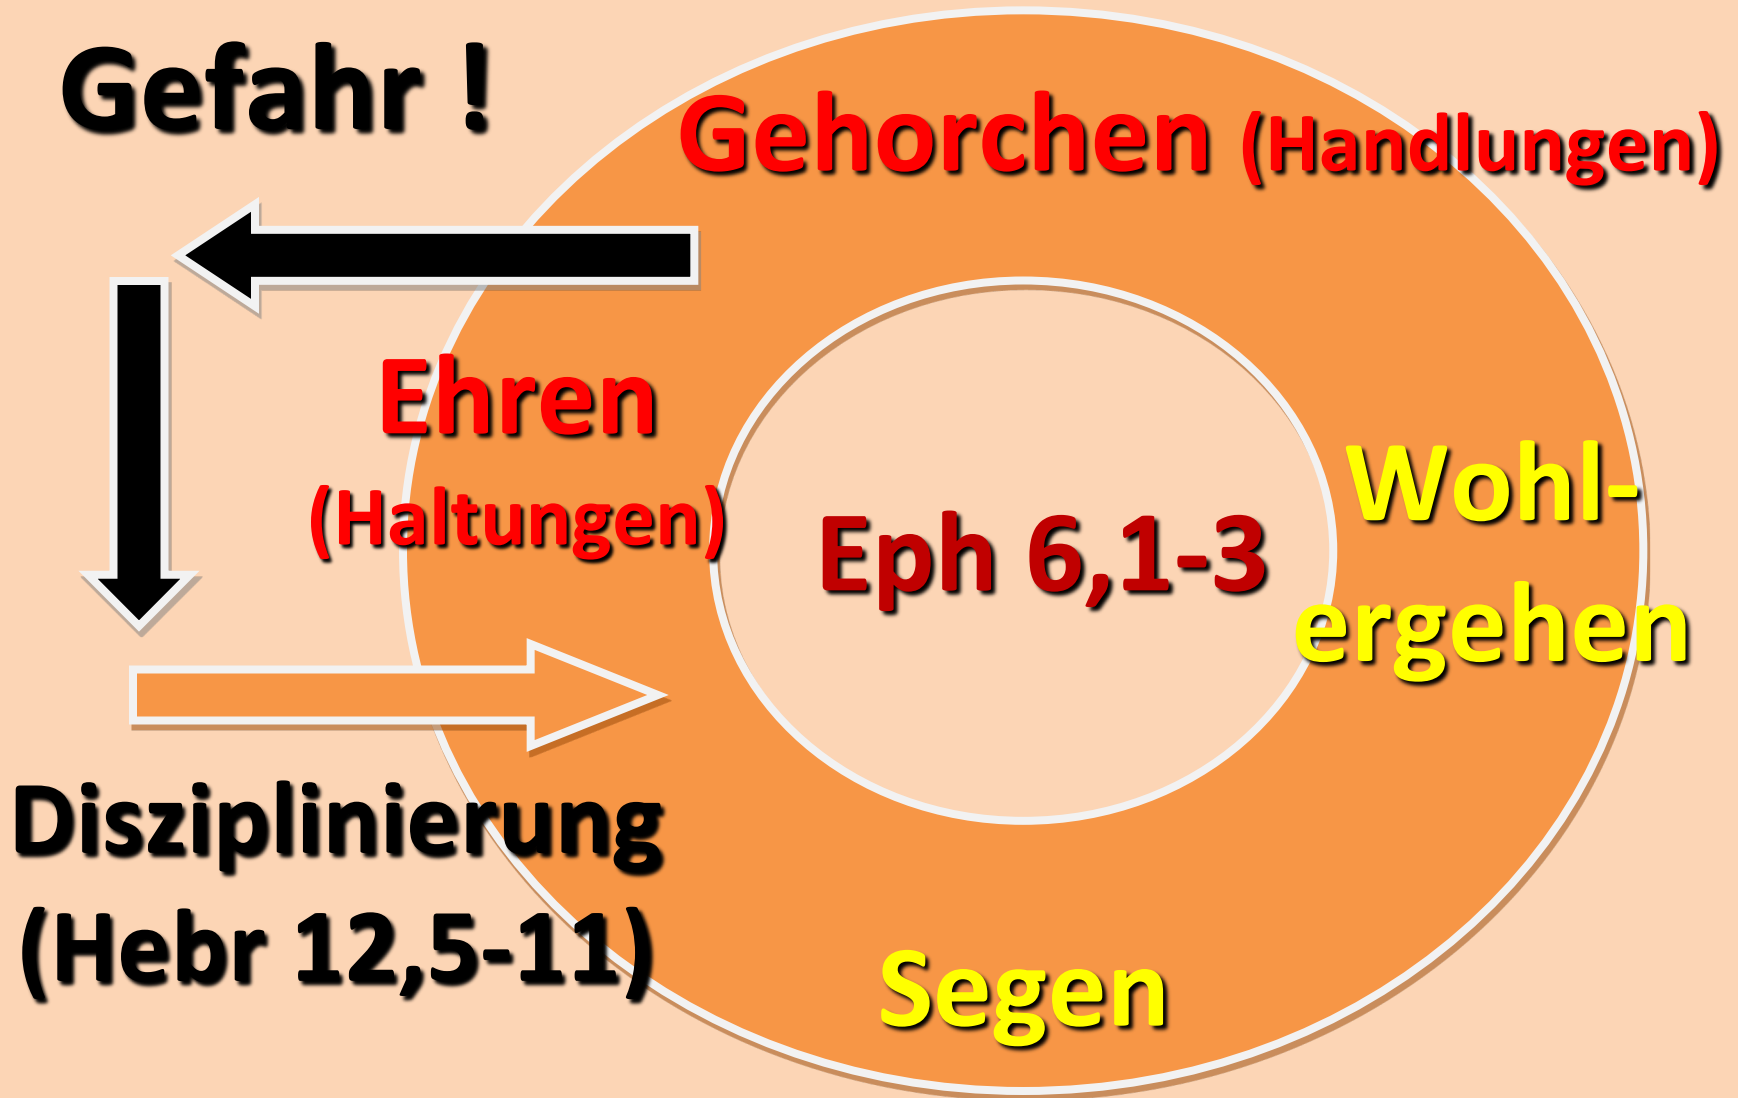 Gefahr !
Gehorchen (Handlungen)
Ehren
(Haltungen)
Eph 6,1-3
Wohl-
ergehen
Disziplinierung
(Hebr 12,5-11)
Segen